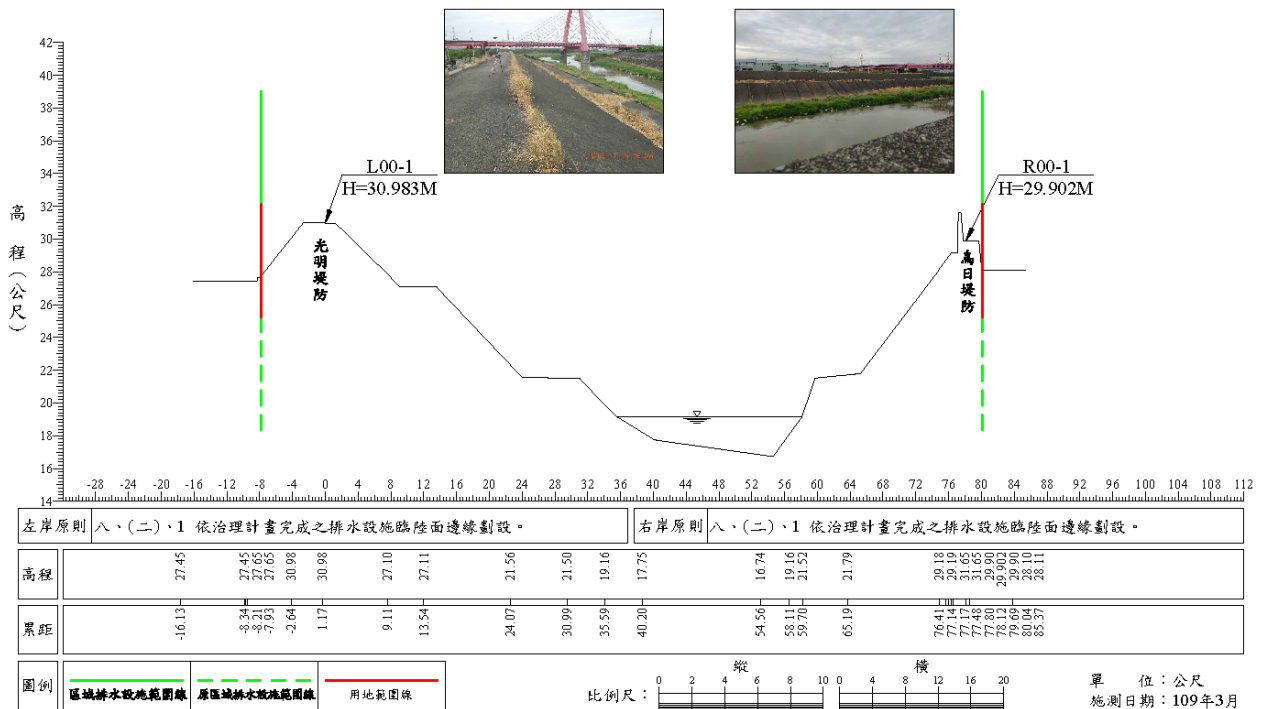 42
40
38
36
34
32
30
28
26
24
22
20
18
16
14
高程(公尺)
L00-1
H=30.983M
R00-1
H=29.902M
光明堤防
高日堤防
-28 -24 -20 -16 -12 -8 -4 0 4 8 12 16 20 24 28 32 36 40 44 48 52 56 60 64 68 72 76 80 84 88 92 96 100 104 108 112
左岸原則 八、(二)、1 依治理計畫完成之排水設施臨陸面邊緣劃設。
右岸原則 八、(二)、1 依治理計畫完成之排水設施臨陸面邊緣劃設。
高程 27.45 27.45 27.65 27.65 30.98 30.98 27.10 27.11 21.56 21.50 19.16 17.75 16.74 19.16 21.52 21.79 29.18 29.19 31.65 31.65 29.90 29.902 29.90 28.10 28.11
累距 -16.13 -8.34 -8.21 -7.93 -2.64 1.17 9.11 13.54 24.07 30.99 35.59 40.20 54.56 58.11 59.70 65.19 76.41 77.14 77.17 77.48 77.80 78.12 79.69 80.04 85.37
圖例 區域排水設施範圍線 原區域排水設施範圍線 用地範圍線
比例尺:
縱
0 2 4 6 8 10
橫
0 4 8 12 16 20
單 位:公尺
施測日期:109年3月